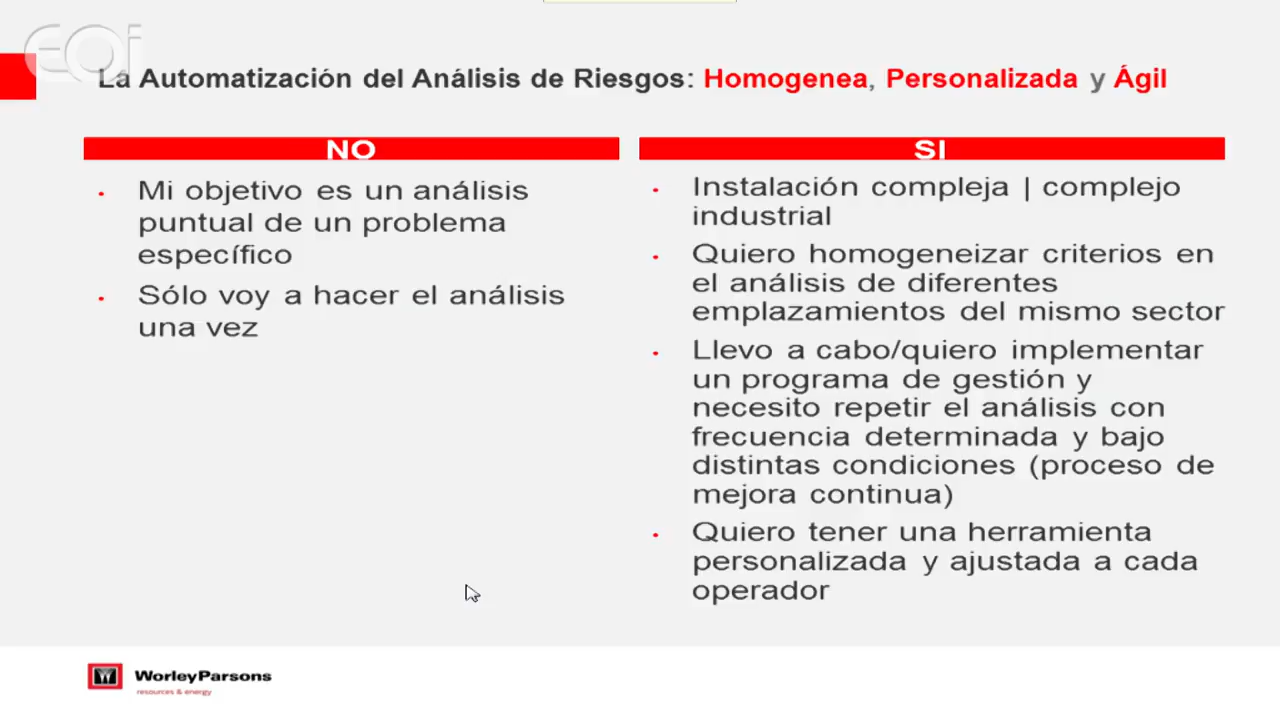 EOi
La Automatización del Análisis de Riesgos: Homogenea, Personalizada y Ágil
NO
• Mi objetivo es un análisis
puntual de un problema
específico
• Sólo voy a hacer el análisis
una vez
SI
• Instalación compleja | complejo
industrial
• Quiero homogeneizar criterios en
el análisis de diferentes
emplazamientos del mismo sector
• Llevo a cabo/quiero implementar
un programa de gestión y
necesito repetir el análisis con
frecuencia determinada y bajo
distintas condiciones (proceso de
mejora continua)
• Quiero tener una herramienta
personalizada y ajustada a cada
operador
WorleyParsons
resources & energy